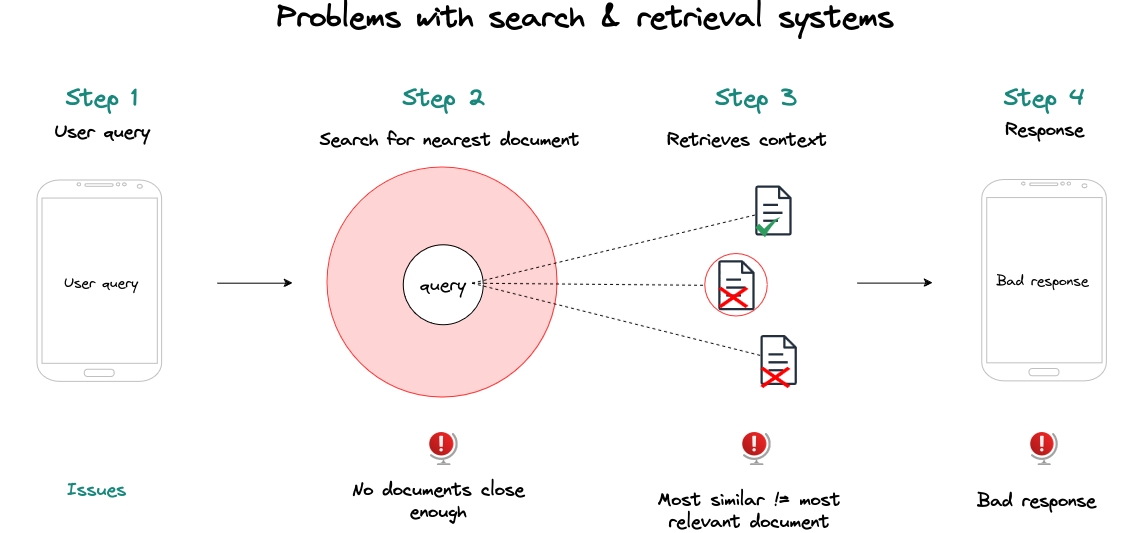 Problems with search & retrieval systems
Step 1
Step 2
Step 3
Step 4
User query
Search for nearest document
Retrieves context
Response
User query
query
Bad response
Issues
No documents close
enough
Most similar != most
relevant document
Bad response